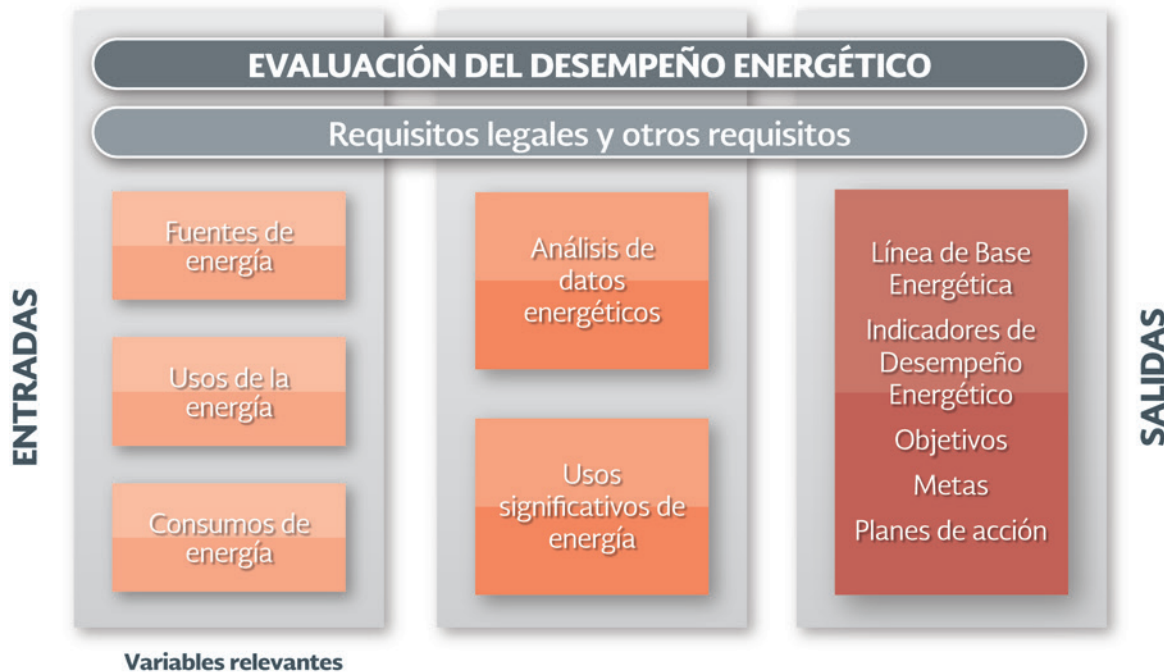 EVALUACIÓN DEL DESEMPEÑO ENERGÉTICO
Requisitos legales y otros requisitos
ENTRADAS
Fuentes de
energía
Usos de la
energía
Consumos de
energía
Variables relevantes
Análisis de
datos
energéticos
Usos
significativos de
energía
Línea de Base
Energética
Indicadores de
Desempeño
Energético
Objetivos
Metas
Planes de acción
SALIDAS